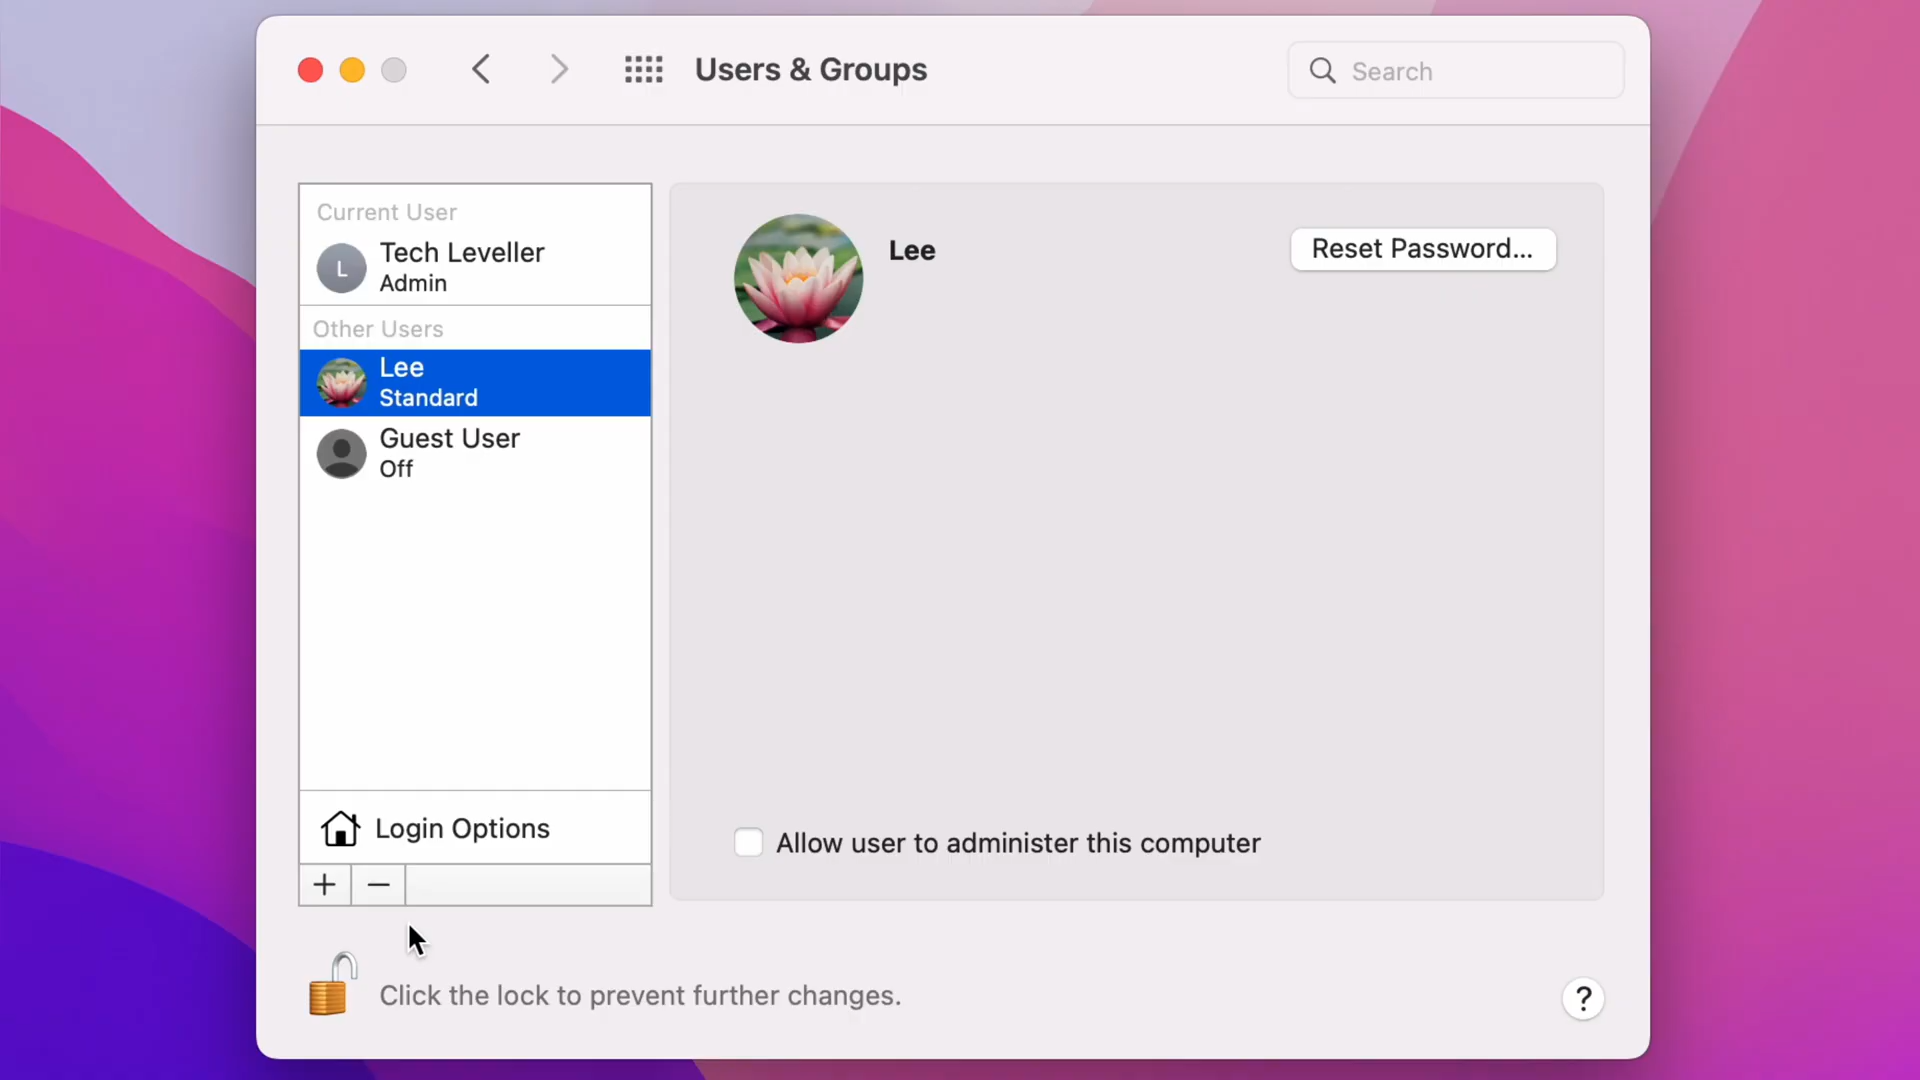 Users & Groups
Search
Current User
L
Tech Leveller
Admin
Other Users
Lee
Standard
Guest User
Off
Login Options
+ −
Lee
Reset Password...
Allow user to administer this computer
Click the lock to prevent further changes.
?